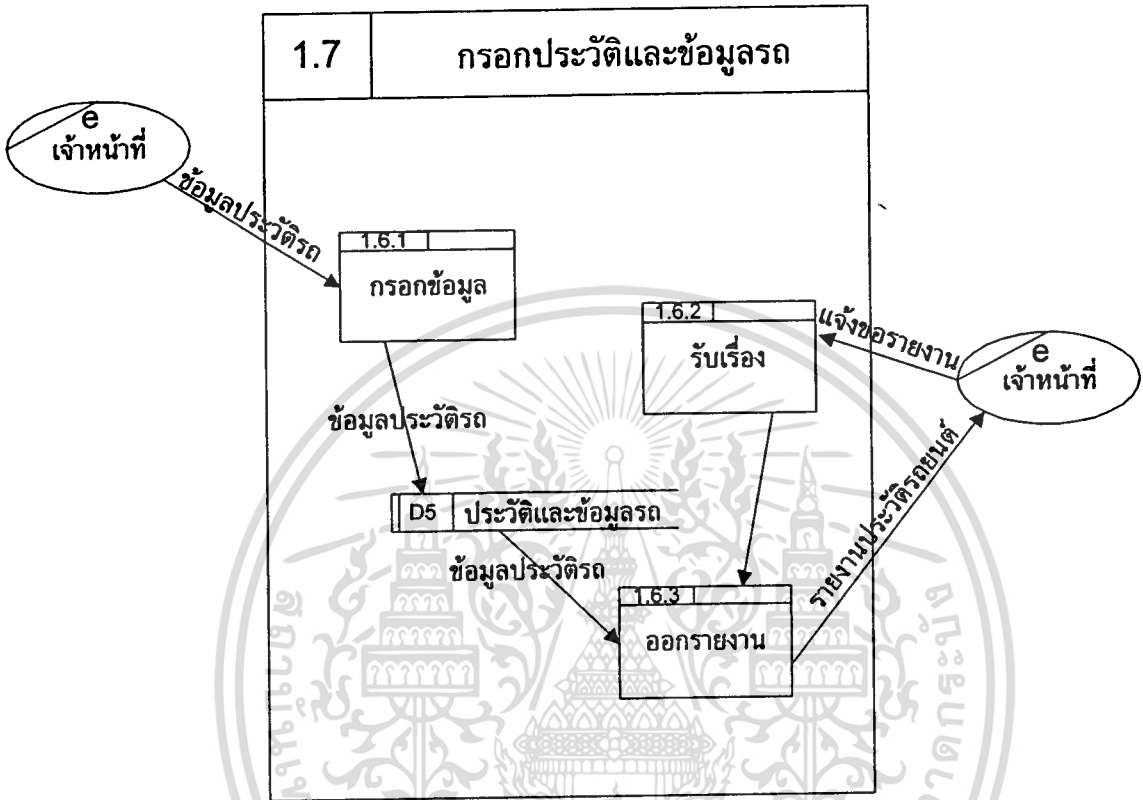 1.7 กรอกประวัติและข้อมูลรถ
e
เจ้าหน้าที่
ข้อมูลประวัติรถ
1.6.1
กรอกข้อมูล
1.6.2
รับเรื่อง
แจ้งขอรายงาน
e
เจ้าหน้าที่
ข้อมูลประวัติรถ
D5 ประวัติและข้อมูลรถ
ข้อมูลประวัติรถ
1.6.3
ออกรายงาน
รายงานประวัติรถยนต์